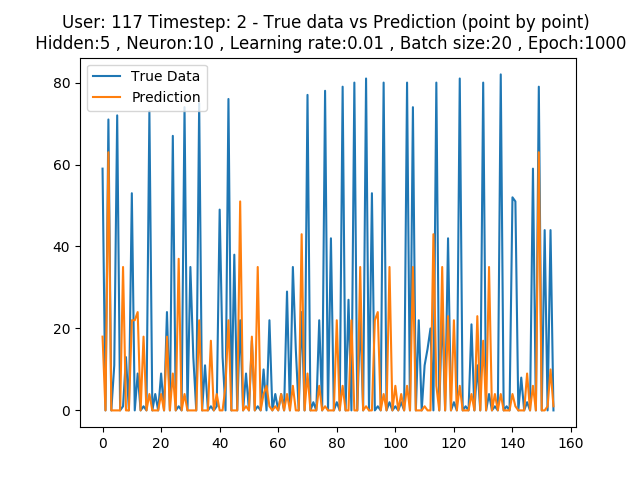 User: 117 Timestep: 2 - True data vs Prediction (point by point)
Hidden:5 , Neuron:10 , Learning rate:0.01 , Batch size:20 , Epoch:1000
True Data
Prediction
80
60
40
20
0
0 20 40 60 80 100 120 140 160